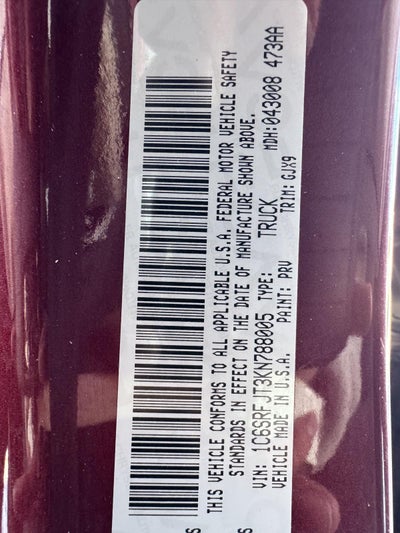 THIS VEHICLE CONFORMS TO ALL APPLICABLE U.S.A. FEDERAL MOTOR VEHICLE SAFETY
STANDARDS IN EFFECT ON THE DATE OF MANUFACTURE SHOWN ABOVE.
VIN: 1C6SRFJT3KN788005 TYPE: TRUCK MDH:043008 473AA
VEHICLE MADE IN U.S.A. PAINT: PRV TRIM: GJX9